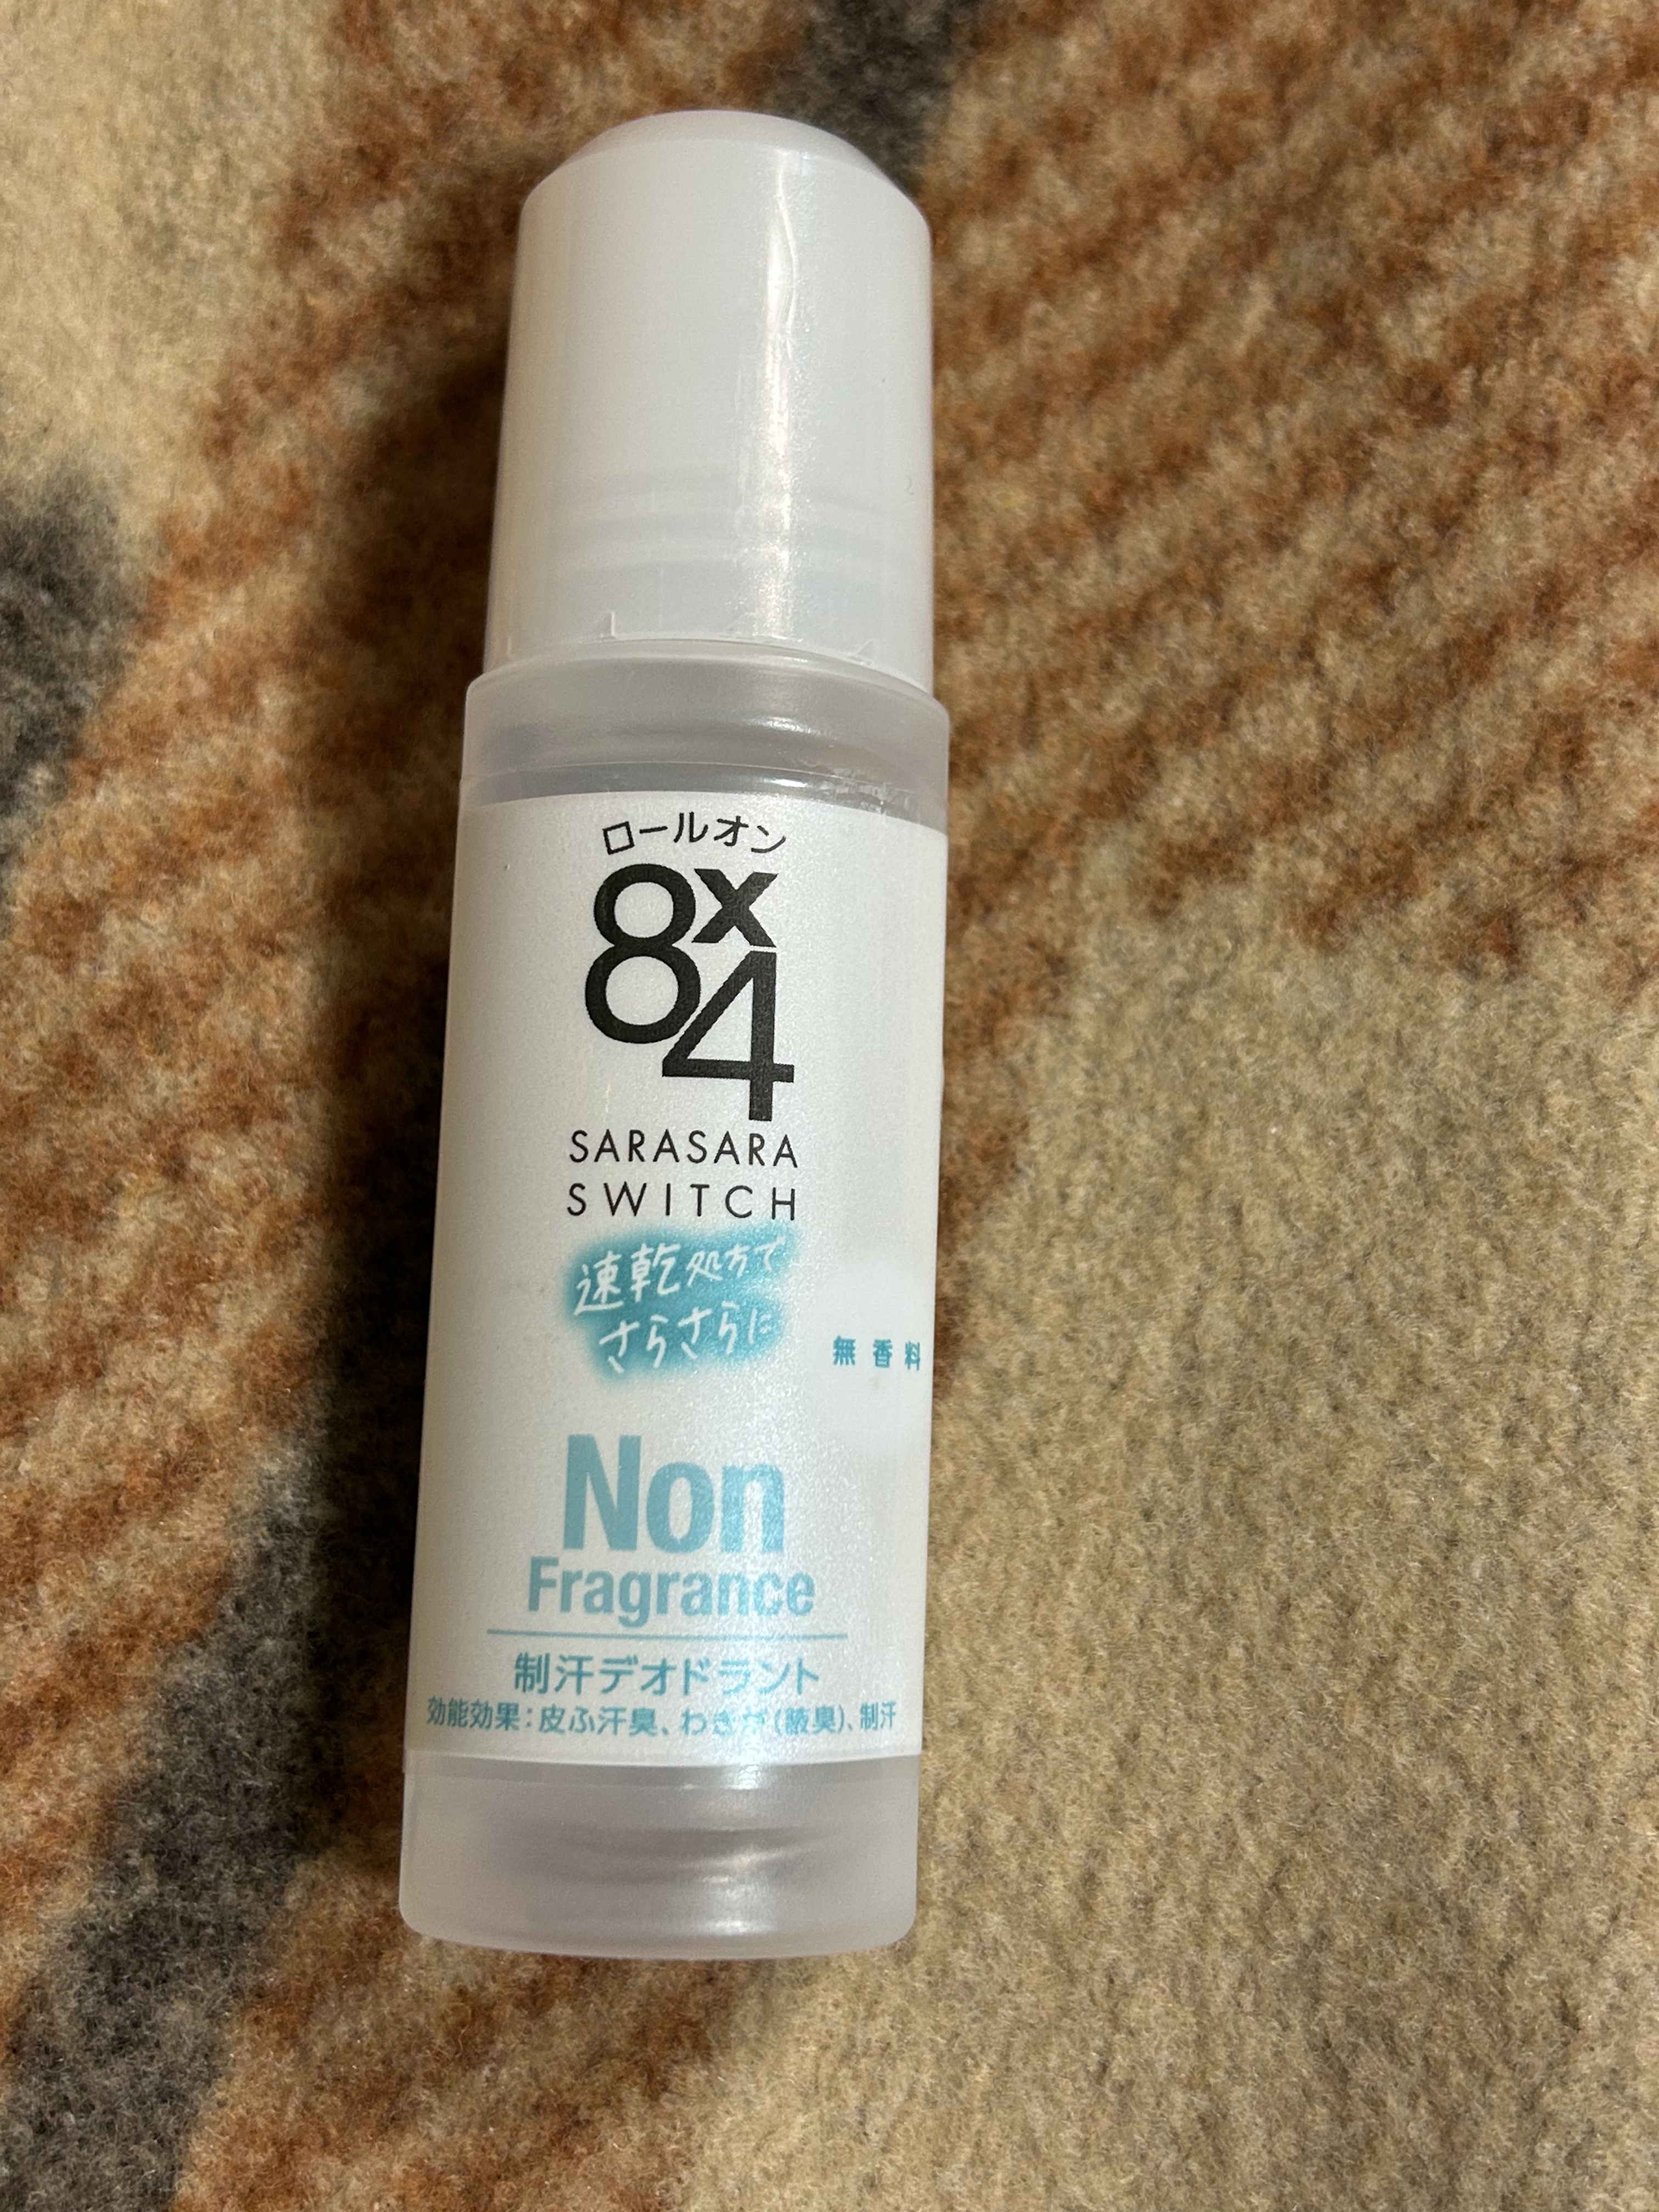 ロールオン
8x4
SARASARA
SWITCH
速乾処方で
さらさらに
無香料
Non
Fragrance
制汗デオドラント
効能効果:皮ふ汗臭、わきが(腋臭)、制汗